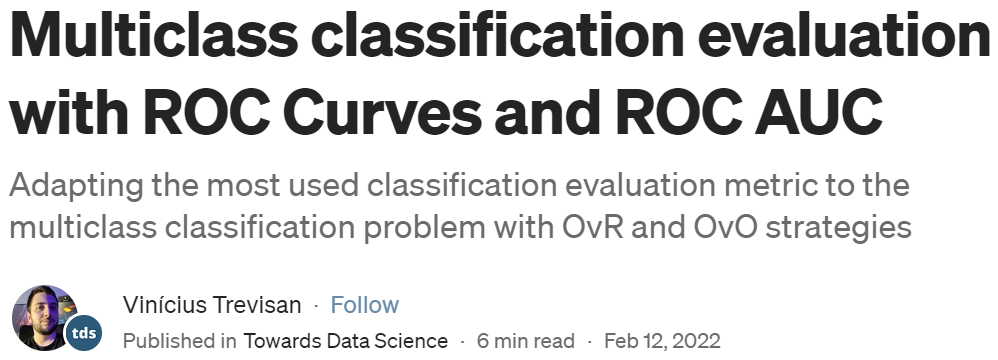 Multiclass classification evaluation
with ROC Curves and ROC AUC
Adapting the most used classification evaluation metric to the
multiclass classification problem with OvR and OvO strategies
Vinícius Trevisan · Follow
tds
Published in Towards Data Science · 6 min read · Feb 12, 2022